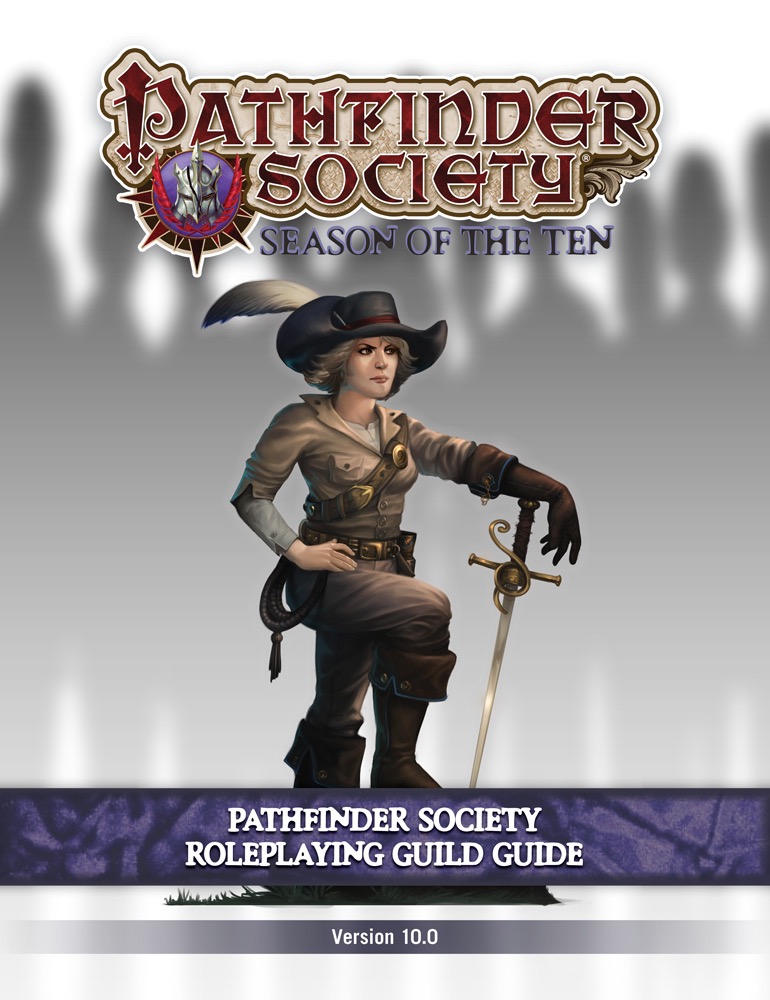 PATHFINDER
SOCIETY®
SEASON OF THE TEN
PATHFINDER SOCIETY
ROLEPLAYING GUILD GUIDE
Version 10.0